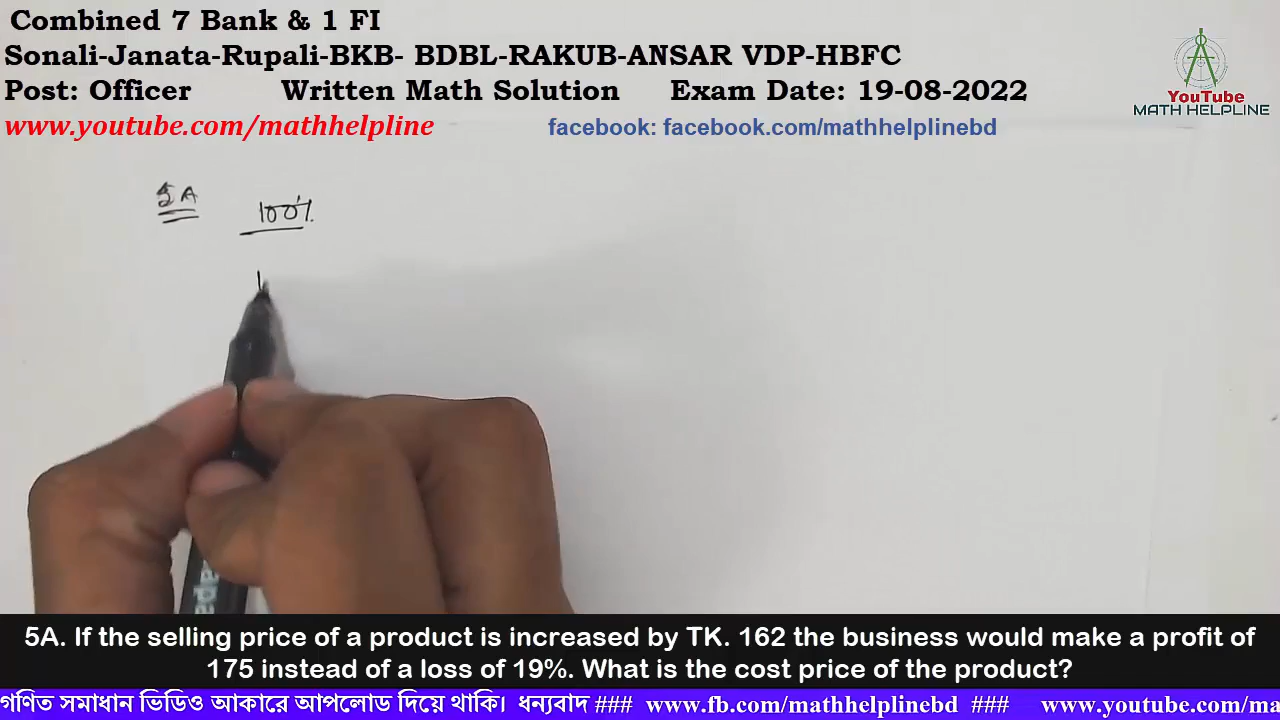 Combined 7 Bank & 1 FI
Sonali-Janata-Rupali-BKB- BDBL-RAKUB-ANSAR VDP-HBFC
Post: Officer Written Math Solution Exam Date: 19-08-2022
www.youtube.com/mathhelpline facebook: facebook.com/mathhelplinebd
YouTube
MATH HELPLINE
5A 100%
5A. If the selling price of a product is increased by TK. 162 the business would make a profit of
175 instead of a loss of 19%. What is the cost price of the product?
গণিত সমাধান ভিডিও আকারে আপলোড দিয়ে থাকি। ধন্যবাদ ### www.fb.com/mathhelplinebd ### www.youtube.com/ma